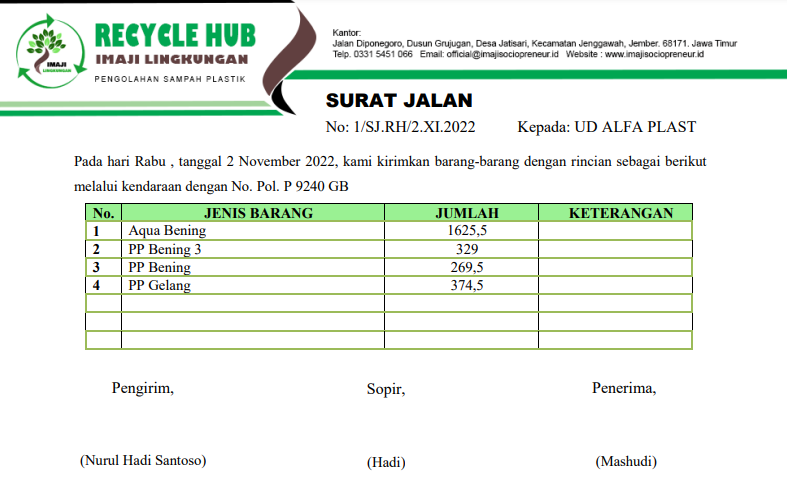 IMAJI
LINGKUNGAN
RECYCLE HUB
IMAJI LINGKUNGAN
PENGOLAHAN SAMPAH PLASTIK
Kantor:
Jalan Diponegoro, Dusun Grujugan, Desa Jatisari, Kecamatan Jenggawah, Jember. 68171. Jawa Timur
Telp. 0331 5451 066 Email: official@imajisociopreneur.id Website : www.imajisociopreneur.id
SURAT JALAN
No: 1/SJ.RH/2.XI.2022 Kepada: UD ALFA PLAST
Pada hari Rabu , tanggal 2 November 2022, kami kirimkan barang-barang dengan rincian sebagai berikut
melalui kendaraan dengan No. Pol. P 9240 GB
No. JENIS BARANG JUMLAH KETERANGAN
1 Aqua Bening 1625,5
2 PP Bening 3 329
3 PP Bening 269,5
4 PP Gelang 374,5
Pengirim, Sopir, Penerima,
(Nurul Hadi Santoso) (Hadi) (Mashudi)